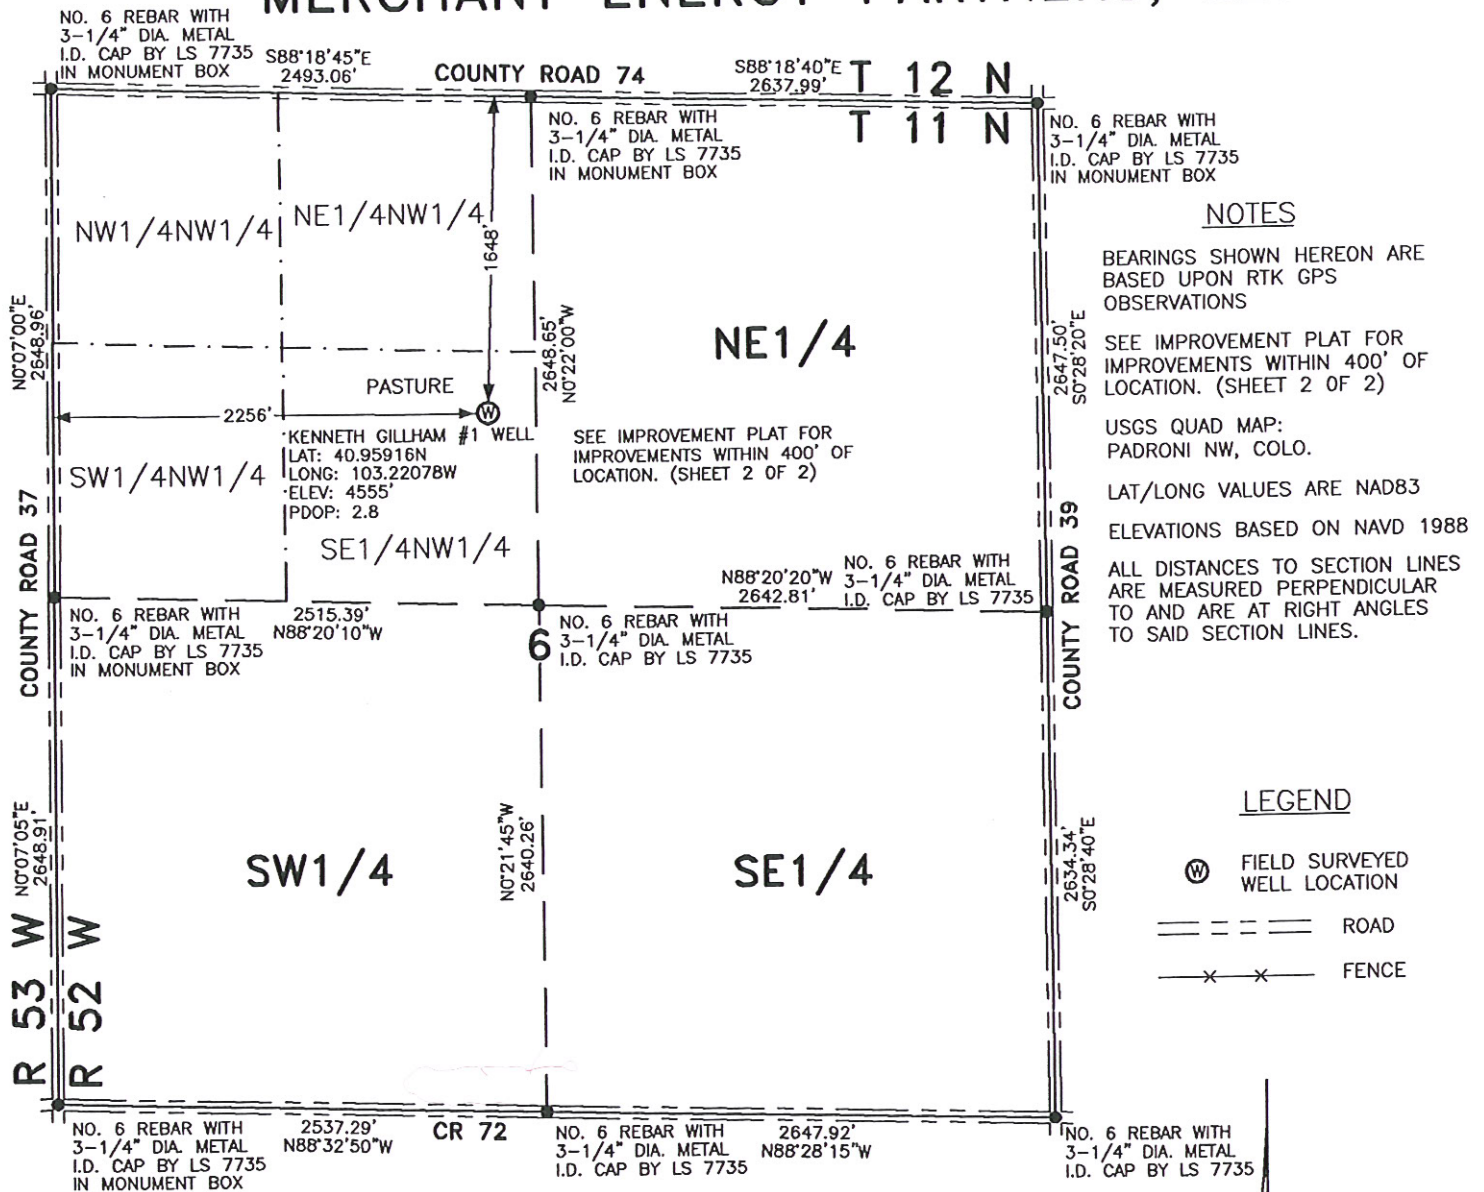 MERCHANT ENERGY PARTNERS,
NO. 6 REBAR WITH
3-1/4" DIA. METAL
I.D. CAP BY LS 7735
IN MONUMENT BOX
S88°18'45"E
2493.06'
COUNTY ROAD 74
S88°18'40"E
2637.99'
T 12 N
T 11 N
NO. 6 REBAR WITH
3-1/4" DIA. METAL
I.D. CAP BY LS 7735
IN MONUMENT BOX
NO. 6 REBAR WITH
3-1/4" DIA. METAL
I.D. CAP BY LS 7735
IN MONUMENT BOX
NW1/4NW1/4
NE1/4NW1/4
1648'
N0°07'00"E
2648.96'
2648.65'
N0°22'00"W
NE1/4
2647.50'
S0°28'20"E
PASTURE
2256'
W
KENNETH GILLHAM #1 WELL
LAT: 40.95916N
LONG: 103.22078W
ELEV: 4555'
PDOP: 2.8
SEE IMPROVEMENT PLAT FOR
IMPROVEMENTS WITHIN 400' OF
LOCATION. (SHEET 2 OF 2)
SW1/4NW1/4
SE1/4NW1/4
COUNTY ROAD 37
COUNTY ROAD 39
NO. 6 REBAR WITH
3-1/4" DIA. METAL
I.D. CAP BY LS 7735
IN MONUMENT BOX
2515.39'
N88°20'10"W
6
NO. 6 REBAR WITH
3-1/4" DIA. METAL
I.D. CAP BY LS 7735
N88°20'20"W
2642.81'
NO. 6 REBAR WITH
3-1/4" DIA. METAL
I.D. CAP BY LS 7735
N0°07'05"E
2648.91'
SW1/4
N0°21'45"W
2640.26'
SE1/4
2634.34'
S0°28'40"E
R 53 W
R 52 W
NO. 6 REBAR WITH
3-1/4" DIA. METAL
I.D. CAP BY LS 7735
IN MONUMENT BOX
2537.29'
N88°32'50"W
CR 72
NO. 6 REBAR WITH
3-1/4" DIA. METAL
I.D. CAP BY LS 7735
2647.92'
N88°28'15"W
NO. 6 REBAR WITH
3-1/4" DIA. METAL
I.D. CAP BY LS 7735
NOTES
BEARINGS SHOWN HEREON ARE
BASED UPON RTK GPS
OBSERVATIONS
SEE IMPROVEMENT PLAT FOR
IMPROVEMENTS WITHIN 400' OF
LOCATION. (SHEET 2 OF 2)
USGS QUAD MAP:
PADRONI NW, COLO.
LAT/LONG VALUES ARE NAD83
ELEVATIONS BASED ON NAVD 1988
ALL DISTANCES TO SECTION LINES
ARE MEASURED PERPENDICULAR
TO AND ARE AT RIGHT ANGLES
TO SAID SECTION LINES.
LEGEND
W
FIELD SURVEYED
WELL LOCATION
ROAD
FENCE